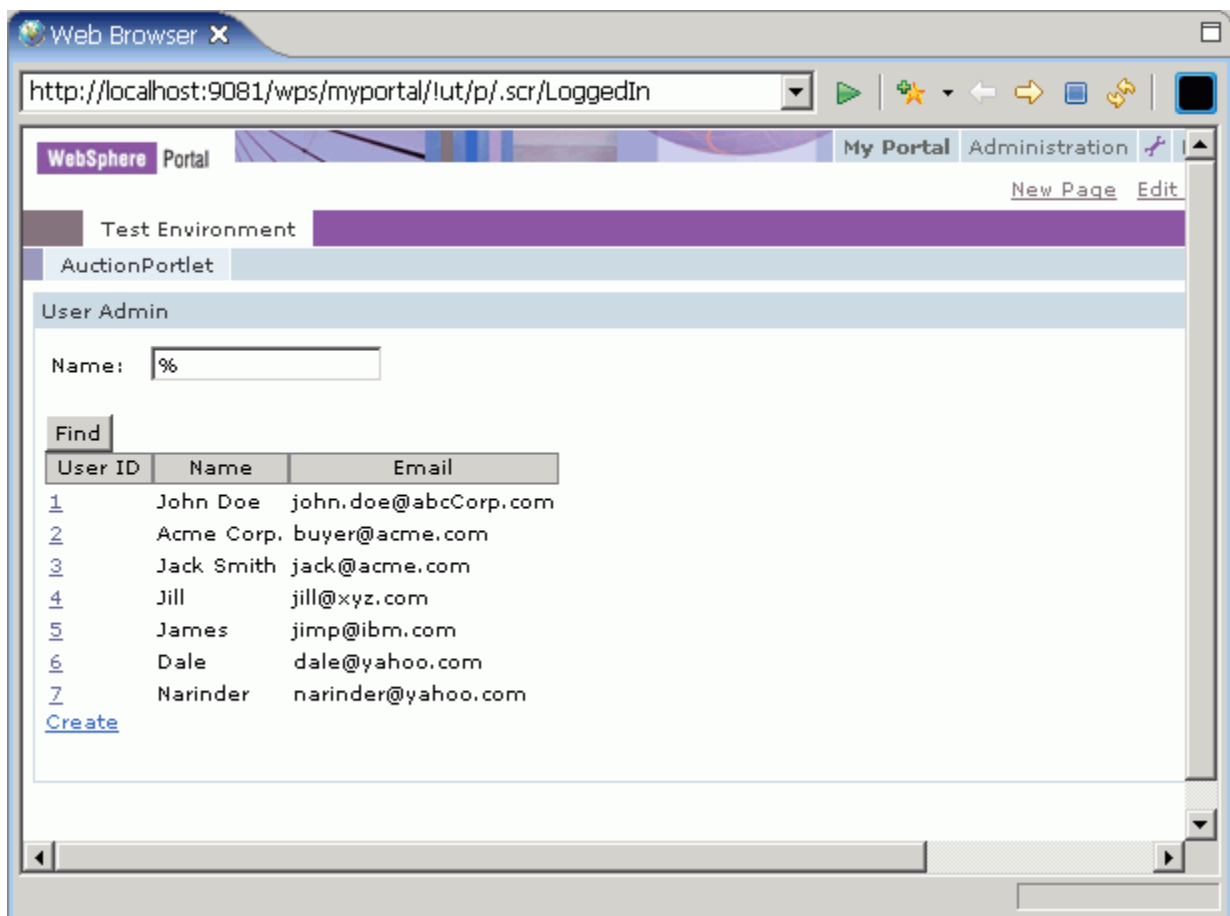 Web Browser
http://localhost:9081/wps/myportal/!ut/p/.scr/LoggedIn
WebSphere Portal My Portal Administration
New Page Edit
Test Environment
AuctionPortlet
User Admin
Name: %
Find
User ID Name Email
1 John Doe john.doe@abcCorp.com
2 Acme Corp. buyer@acme.com
3 Jack Smith jack@acme.com
4 Jill jill@xyz.com
5 James jimp@ibm.com
6 Dale dale@yahoo.com
7 Narinder narinder@yahoo.com
Create